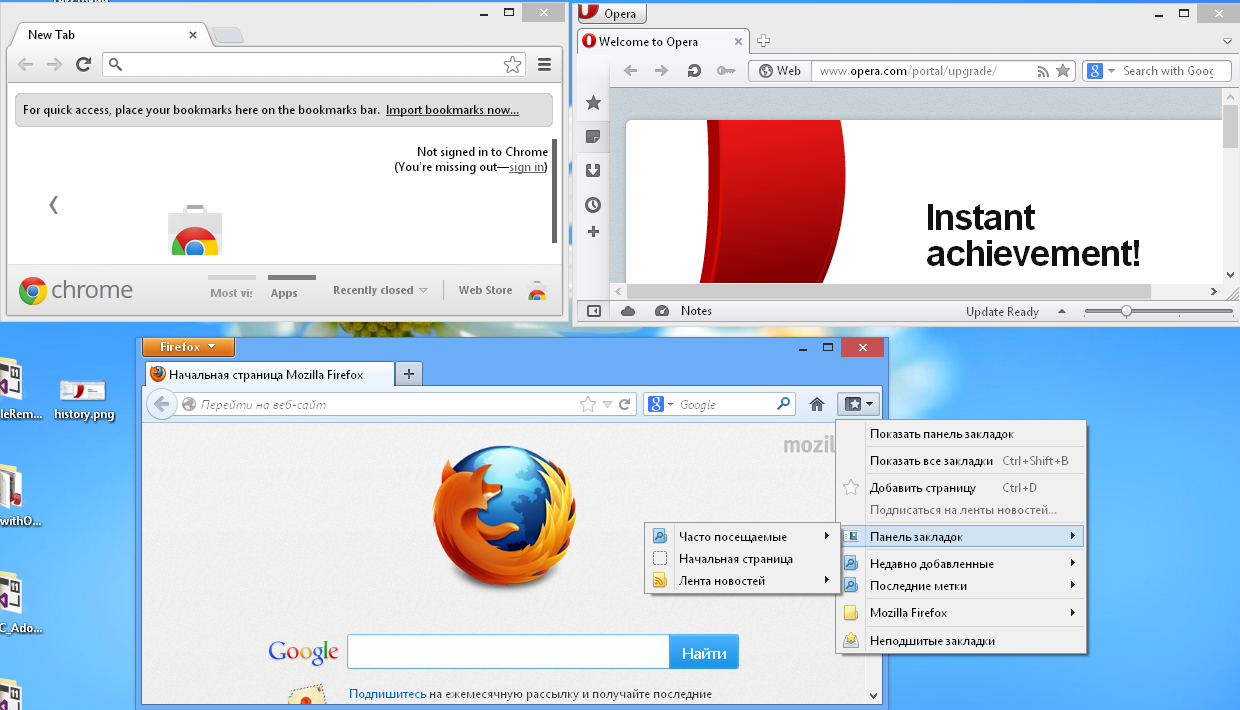 New Tab
For quick access, place your bookmarks here on the bookmarks bar. Import bookmarks now...
Not signed in to Chrome
(You're missing out—sign in)
chrome
Most vis
Apps
Recently closed
Web Store
Opera
Welcome to Opera
Web
www.opera.com/portal/upgrade/
Search with Goog
Instant
achievement!
Notes
Update Ready
leRem...
history.png
withO...
C_Ado...
Firefox
Начальная страница Mozilla Firefox
Перейти на веб-сайт
Google
mozil
Показать панель закладок
Показать все закладки Ctrl+Shift+B
Добавить страницу Ctrl+D
Подписаться на ленты новостей...
Панель закладок
Недавно добавленные
Последние метки
Mozilla Firefox
Неподшитые закладки
Часто посещаемые
Начальная страница
Лента новостей
Google
Найти
Подпишитесь на ежемесячную рассылку и получайте последние